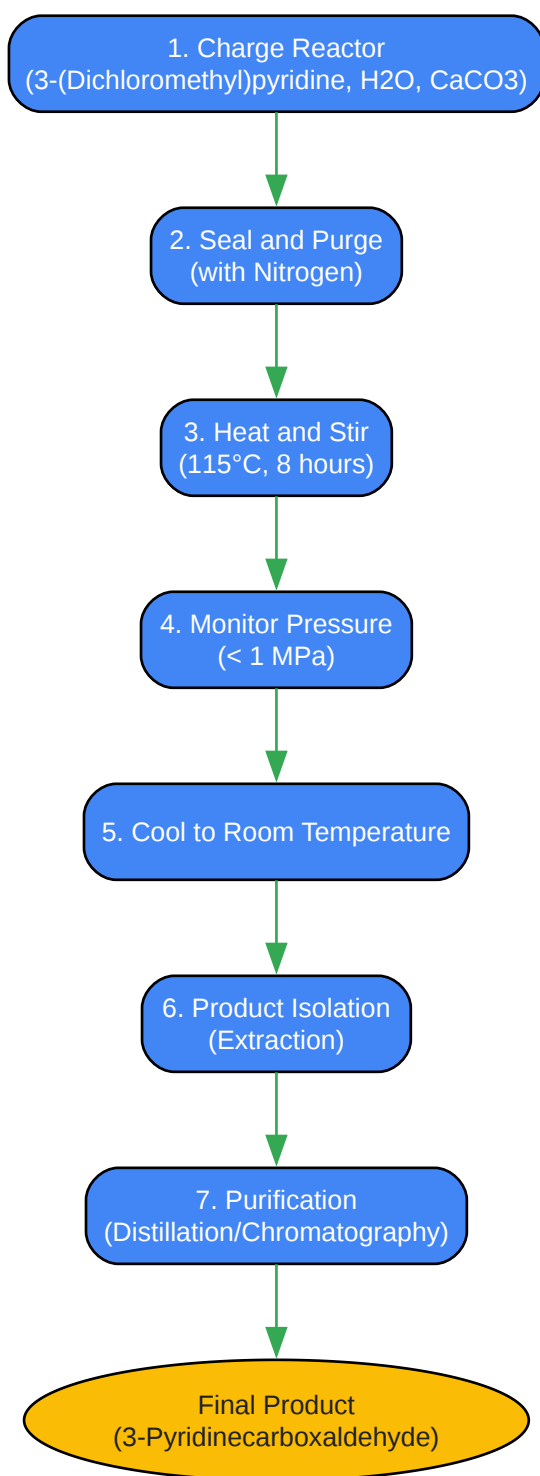 1. Charge Reactor
(3-(Dichloromethyl)pyridine, H2O, CaCO3)
2. Seal and Purge
(with Nitrogen)
3. Heat and Stir
(115°C, 8 hours)
4. Monitor Pressure
(< 1 MPa)
5. Cool to Room Temperature
6. Product Isolation
(Extraction)
7. Purification
(Distillation/Chromatography)
Final Product
(3-Pyridinecarboxaldehyde)